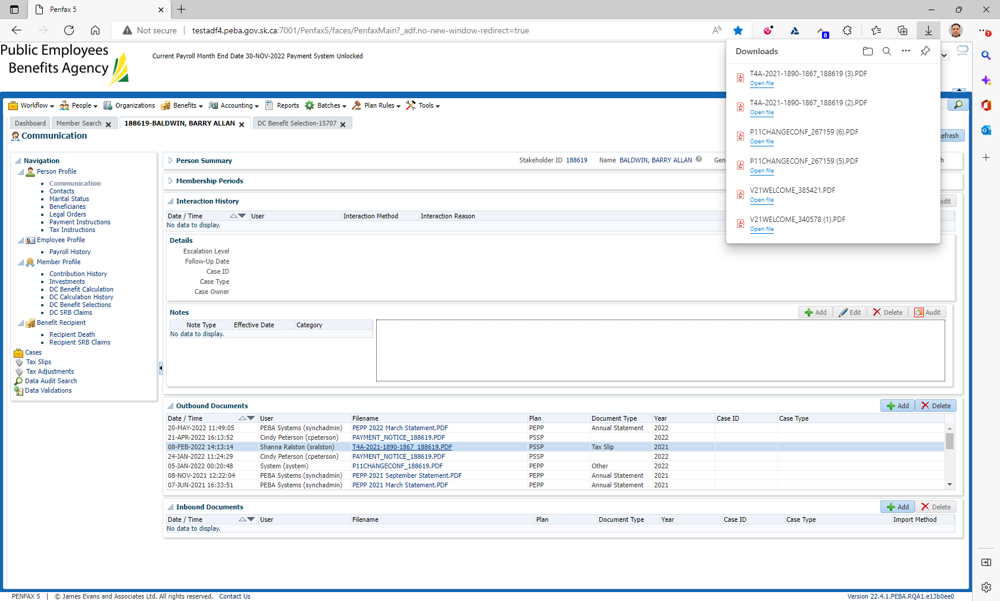 Penfax 5
Not secure
testadf4.peba.gov.sk.ca:7001/Penfax5/faces/PenfaxMain?_adf.no-new-window-redirect=true
Public Employees
Benefits Agency
Current Payroll Month End Date 30-NOV-2022 Payment System Unlocked
Downloads
T4A-2021-1890-1867_188619 (3).PDF
Open file
T4A-2021-1890-1867_188619 (2).PDF
Open file
P11CHANGECONF_267159 (6).PDF
Open file
P11CHANGECONF_267159 (5).PDF
Open file
V21WELCOME_385421.PDF
Open file
V21WELCOME_340578 (1).PDF
Open file
Workflow People Organizations Benefits Accounting Reports Batches Plan Rules Tools
Dashboard Member Search 188619-BALDWIN, BARRY ALLAN DC Benefit Selection-15707
Communication
efresh
Navigation
Person Profile
Communication
Contacts
Marital Status
Beneficiaries
Legal Orders
Payment Instructions
Tax Instructions
Employee Profile
Payroll History
Member Profile
Contribution History
Investments
DC Benefit Calculation
DC Calculation History
DC Benefit Selections
DC SRB Claims
Benefit Recipient
Recipient Death
Recipient SRB Claims
Cases
Tax Slips
Tax Adjustments
Data Audit Search
Data Validations
Person Summary Stakeholder ID 188619 Name BALDWIN, BARRY ALLAN Gen h
Membership Periods
Interaction History udit
Date / Time User Interaction Method Interaction Reason
No data to display.
Details
Escalation Level
Follow-Up Date
Case ID
Case Type
Case Owner
Notes Add Edit Delete Audit
Note Type Effective Date Category
No data to display.
Outbound Documents Add Delete
Date / Time User Filename Plan Document Type Year Case ID Case Type
20-MAY-2022 11:49:05 PEBA Systems (synchadmin) PEPP 2022 March Statement.PDF PEPP Annual Statement 2022
21-APR-2022 16:13:52 Cindy Peterson (cpeterson) PAYMENT_NOTICE_188619.PDF PSSP 2022
08-FEB-2022 14:13:14 Shanna Ralston (sralston) T4A-2021-1890-1867_188619.PDF PSSP Tax Slip 2021
24-JAN-2022 11:24:29 Cindy Peterson (cpeterson) PAYMENT_NOTICE_188619.PDF PSSP 2022
05-JAN-2022 00:20:48 System (system) P11CHANGECONF_188619.PDF PEPP Other 2022
08-NOV-2021 12:22:04 PEBA Systems (synchadmin) PEPP 2021 September Statement.PDF PEPP Annual Statement 2021
07-JUN-2021 16:33:51 PEBA Systems (synchadmin) PEPP 2021 March Statement.PDF PEPP Annual Statement 2021
Inbound Documents Add Delete
Date / Time User Filename Plan Document Type Year Case ID Case Type Import Method
No data to display.
PENFAX 5 | © James Evans and Associates Ltd. All rights reserved. Contact Us
Version 22.4.1.PEBA.RQA1.e13b0ee0